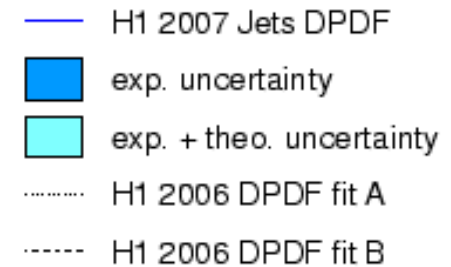 H1 2007 Jets DPDF
exp. uncertainty
exp. + theo. uncertainty
H1 2006 DPDF fit A
H1 2006 DPDF fit B